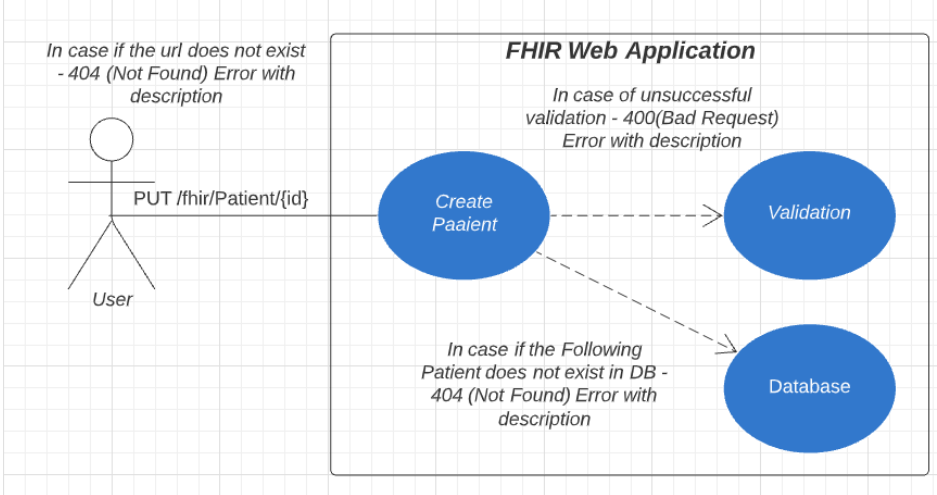 In case if the url does not exist
- 404 (Not Found) Error with
description
FHIR Web Application
In case of unsuccessful
validation - 400(Bad Request)
Error with description
PUT /fhir/Patient/{id}
Create
Paaient
Validation
User
In case if the Following
Patient does not exist in DB -
404 (Not Found) Error with
description
Database